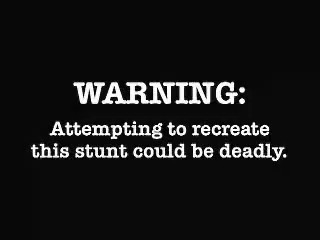 WARNING:
Attempting to recreate
this stunt could be deadly.